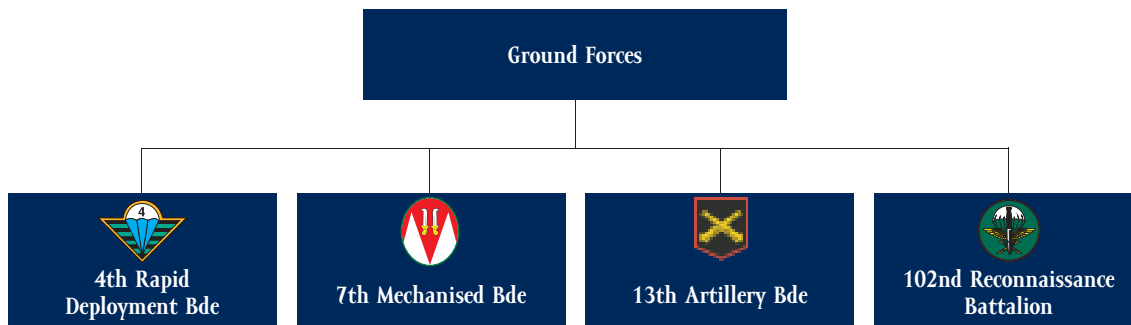 Ground Forces
4
4th Rapid
Deployment Bde
7th Mechanised Bde
13th Artillery Bde
102nd Reconnaissance
Battalion